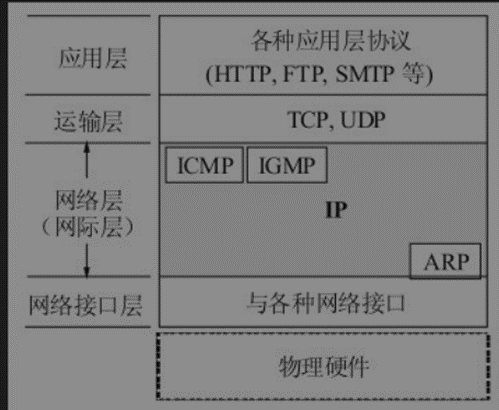 应用层
各种应用层协议
(HTTP, FTP, SMTP 等)
运输层
TCP, UDP
网络层
（网际层）
ICMP
IGMP
IP
ARP
网络接口层
与各种网络接口
物理硬件